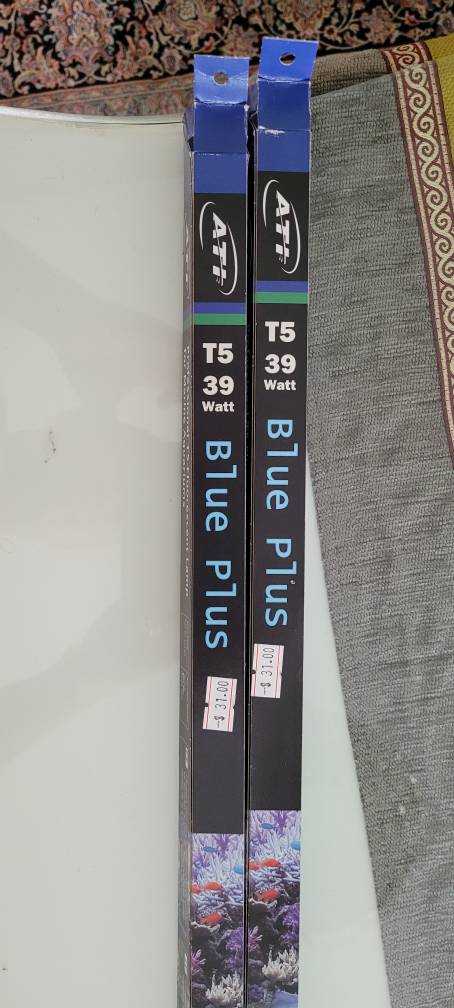 ATI
T5
39
Watt
Blue Plus
-$ 31.00
ATI
T5
39
Watt
Blue Plus
-$ 31.00